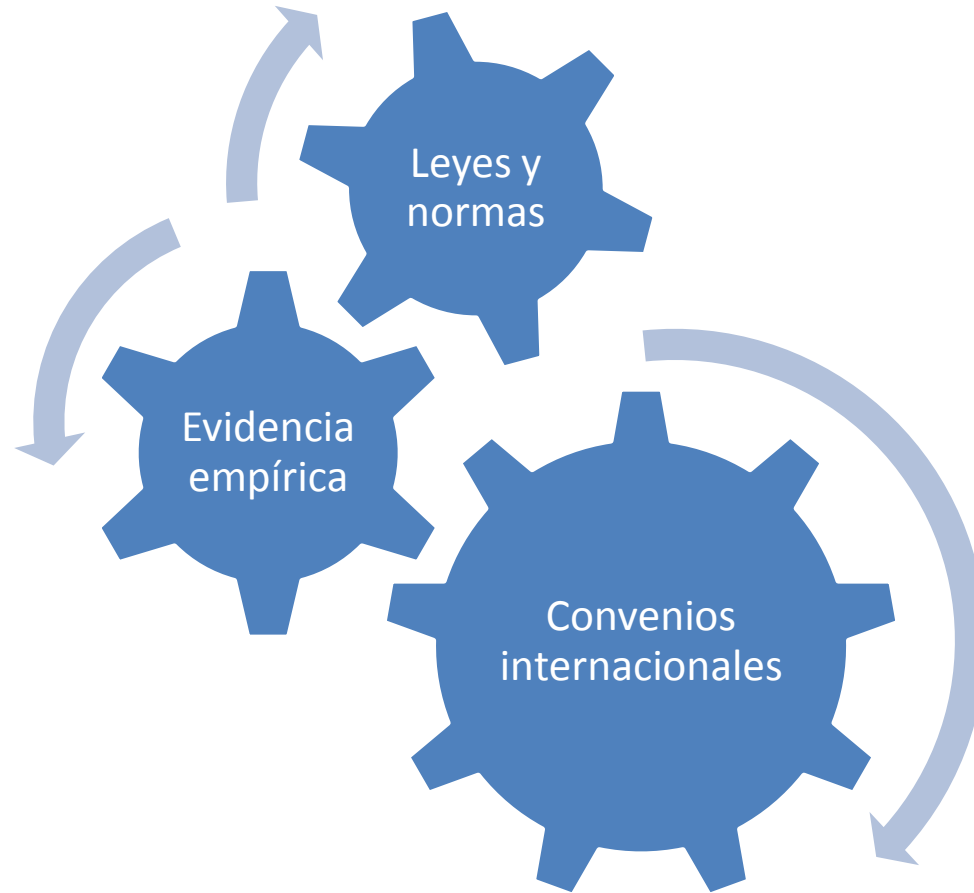 Leyes y
normas
Evidencia
empírica
Convenios
internacionales